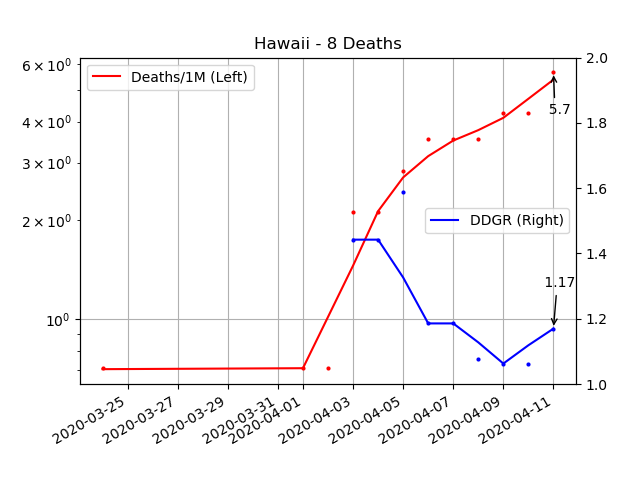 Hawaii - 8 Deaths
6 × 10⁰
4 × 10⁰
3 × 10⁰
2 × 10⁰
10⁰
Deaths/1M (Left)
DDGR (Right)
5.7
1.17
2.0
1.8
1.6
1.4
1.2
1.0
2020-03-25
2020-03-27
2020-03-29
2020-03-31
2020-04-01
2020-04-03
2020-04-05
2020-04-07
2020-04-09
2020-04-11